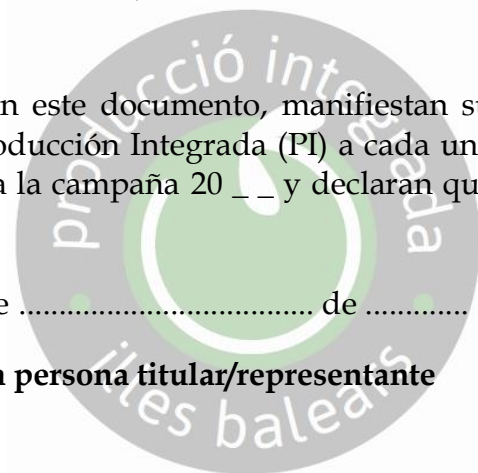 n este documento, manifiestan su
oducción Integrada (PI) a cada un
a la campaña 20 _ _ y declaran qu
e ................................... de .............
n persona titular/representante
producció integrada
illes balears